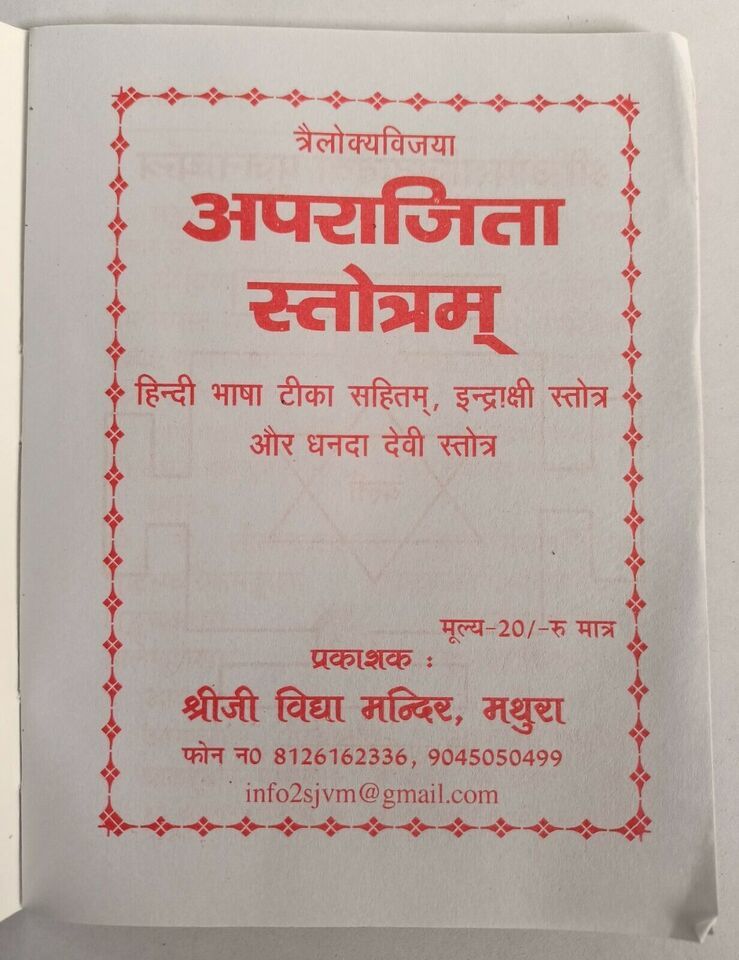 त्रैलोक्यविजया
अपराजिता
स्तोत्रम्
हिन्दी भाषा टीका सहितम्, इन्द्राक्षी स्तोत्र
और धनदा देवी स्तोत्र
मूल्य-20/-रु मात्र
प्रकाशक :
श्रीजी विद्या मन्दिर, मथुरा
फोन न0 8126162336, 9045050499
info2sjvm@gmail.com